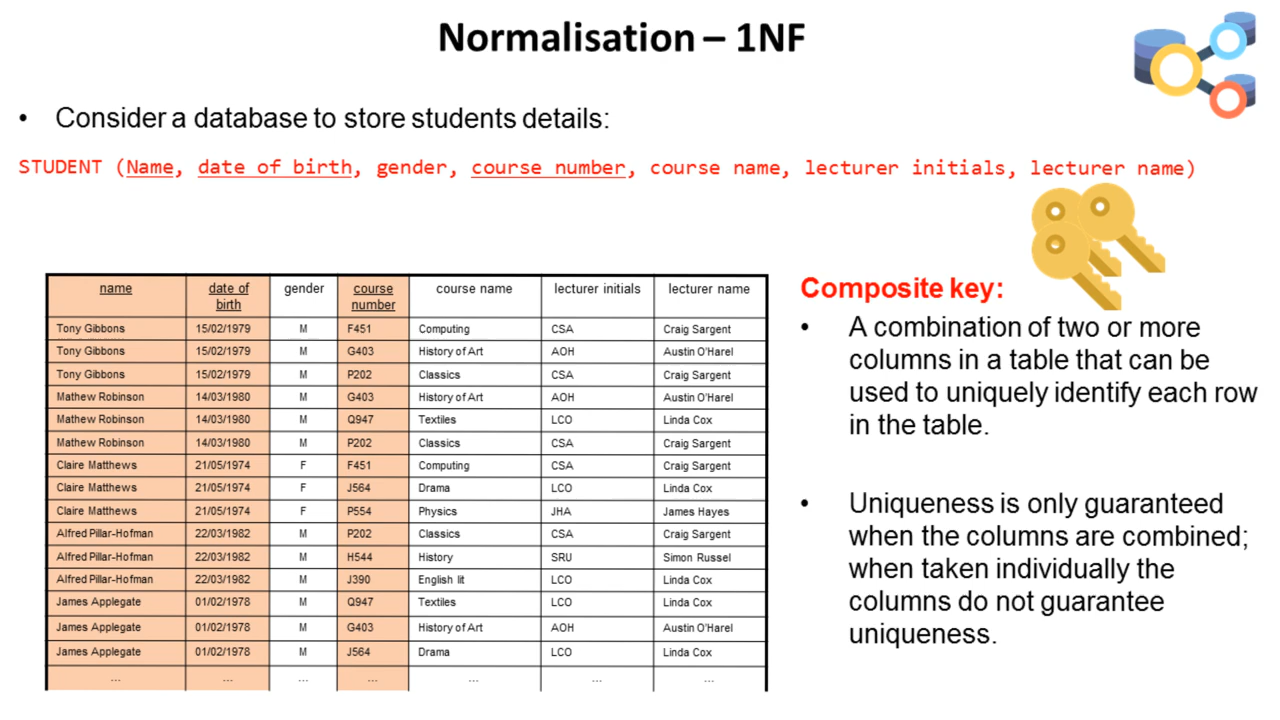 Normalisation – 1NF
• Consider a database to store students details:
STUDENT (Name, date of birth, gender, course number, course name, lecturer initials, lecturer name)
name date of birth gender course number course name lecturer initials lecturer name
Tony Gibbons 15/02/1979 M F451 Computing CSA Craig Sargent
Tony Gibbons 15/02/1979 M G403 History of Art AOH Austin O'Harel
Tony Gibbons 15/02/1979 M P202 Classics CSA Craig Sargent
Mathew Robinson 14/03/1980 M G403 History of Art AOH Austin O'Harel
Mathew Robinson 14/03/1980 M Q947 Textiles LCO Linda Cox
Mathew Robinson 14/03/1980 M P202 Classics CSA Craig Sargent
Claire Matthews 21/05/1974 F F451 Computing CSA Craig Sargent
Claire Matthews 21/05/1974 F J564 Drama LCO Linda Cox
Claire Matthews 21/05/1974 F P554 Physics JHA James Hayes
Alfred Pillar-Hofman 22/03/1982 M P202 Classics CSA Craig Sargent
Alfred Pillar-Hofman 22/03/1982 M H544 History SRU Simon Russel
Alfred Pillar-Hofman 22/03/1982 M J390 English lit LCO Linda Cox
James Applegate 01/02/1978 M Q947 Textiles LCO Linda Cox
James Applegate 01/02/1978 M G403 History of Art AOH Austin O'Harel
James Applegate 01/02/1978 M J564 Drama LCO Linda Cox
... ... ... ... ... ... ...
Composite key:
• A combination of two or more
columns in a table that can be
used to uniquely identify each row
in the table.
• Uniqueness is only guaranteed
when the columns are combined;
when taken individually the
columns do not guarantee
uniqueness.